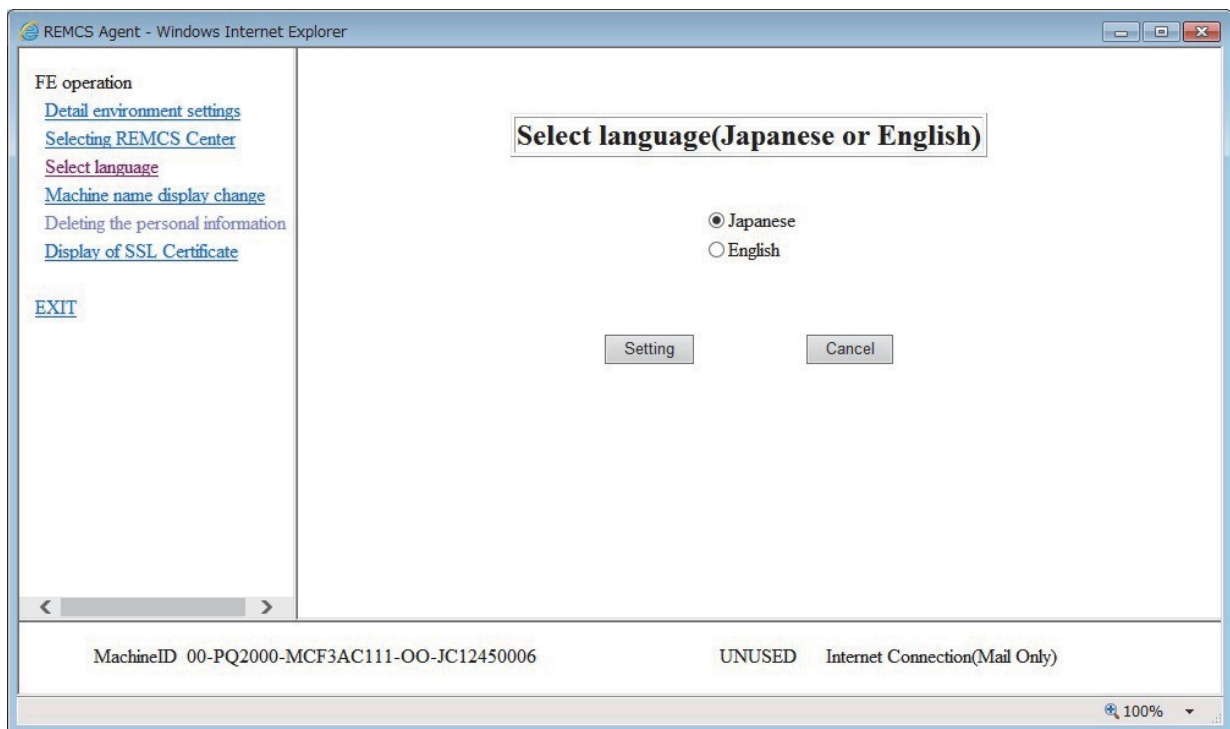 REMCS Agent - Windows Internet Explorer
FE operation
Detail environment settings
Selecting REMCS Center
Select language
Machine name display change
Deleting the personal information
Display of SSL Certificate
EXIT
Select language(Japanese or English)
Japanese
English
Setting Cancel
MachineID 00-PQ2000-MCF3AC111-OO-JC12450006 UNUSED Internet Connection(Mail Only)
100%